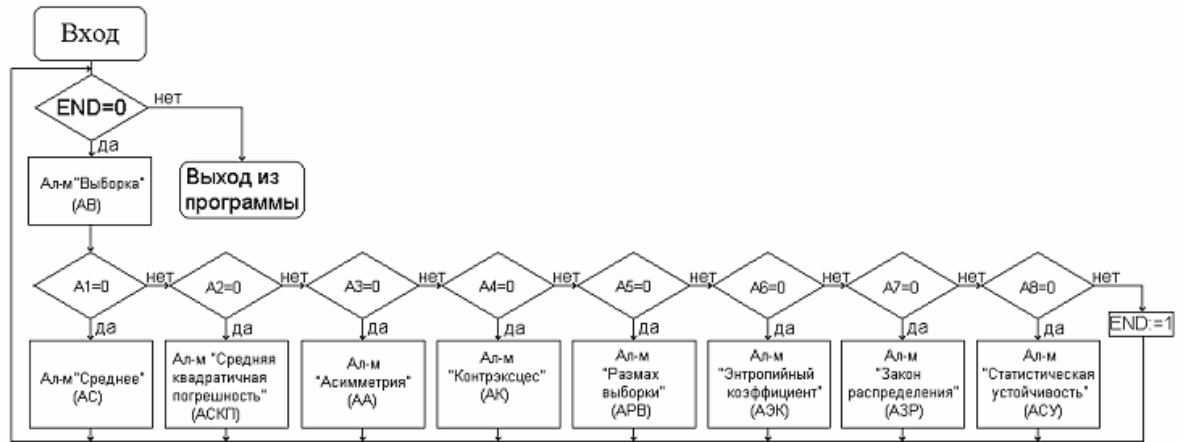 Вход
END=0
нет
да
Ал-м"Выборка"
(АВ)
Выход из
программы
A1=0
нет
A2=0
нет
A3=0
нет
A4=0
нет
A5=0
нет
A6=0
нет
A7=0
нет
A8=0
нет
END:=1
да
да
да
да
да
да
да
да
Ал-м"Среднее"
(АС)
Ал-м "Средняя
квадратичная
погрешность"
(АСКП)
Ал-м
"Асимметрия"
(АА)
Ал-м
"Контрэксцес"
(АК)
Ал-м
"Размах
выборки"
(АРВ)
Ал-м
"Энтропийный
коэффициент"
(АЭК)
Ал-м
"Закон
распределения"
(АЗР)
Ал-м
"Статистическая
устойчивость"
(АСУ)